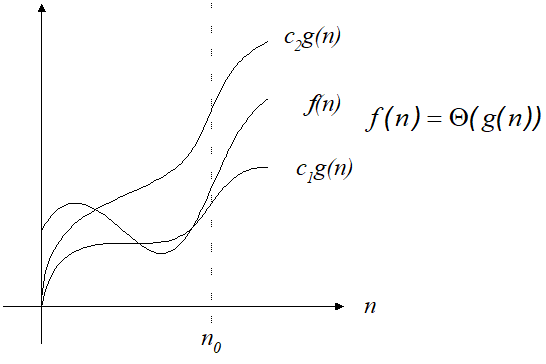 c₂g(n)
f(n)
f(n) = Θ(g(n))
c₁g(n)
n
n₀